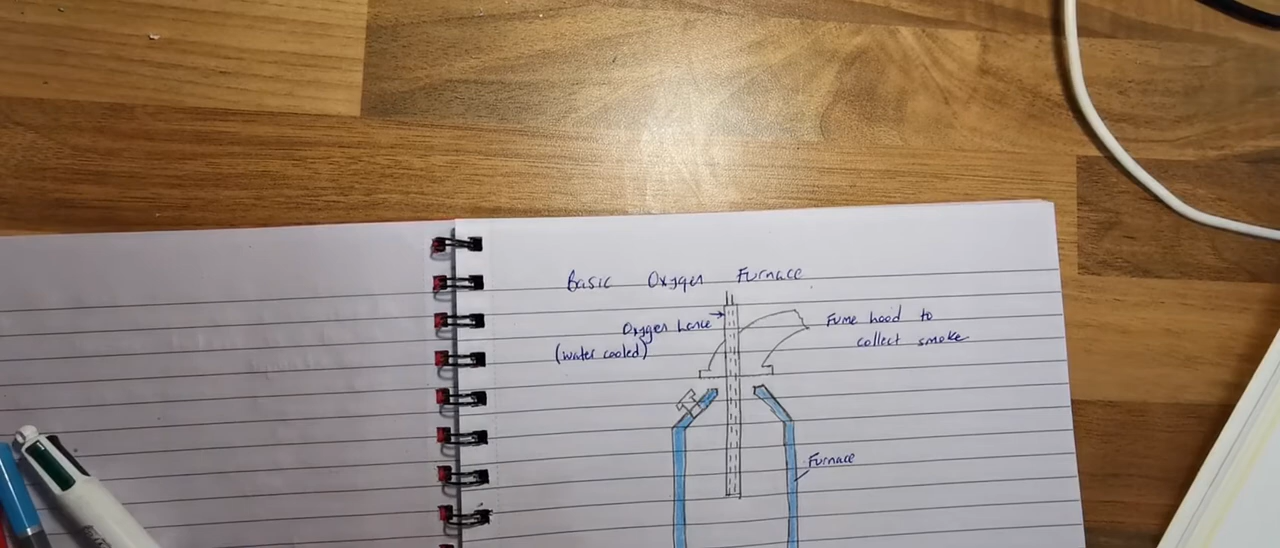 Basic Oxygen Furnace
Oxygen Lance
(water cooled)
Fume hood to
collect smoke
Furnace